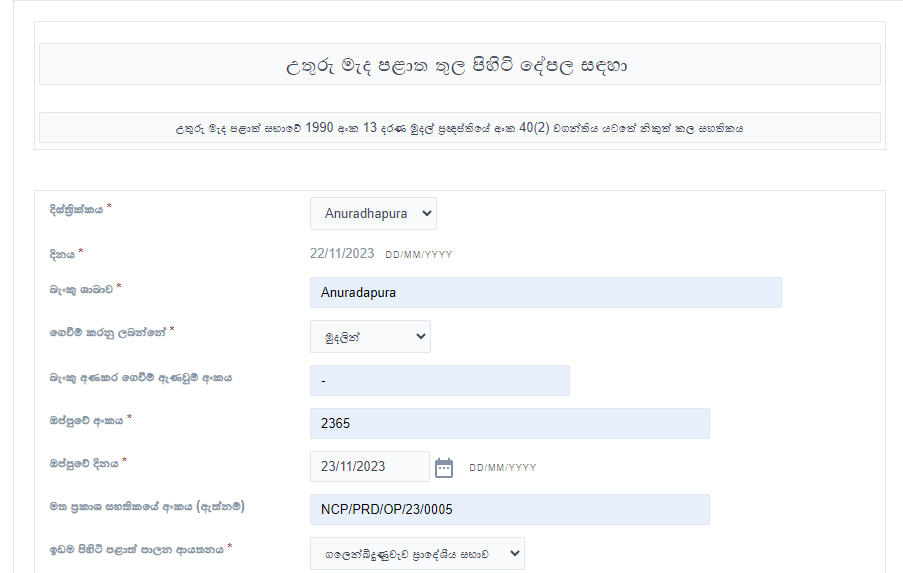 උතුරු මැද පළාත තුල පිහිටි දේපල සඳහා
උතුරු මැද පළාත් සභාවේ 1990 අංක 13 දරණ මුදල් ප්‍රඥප්තියේ අංක 40(2) වගන්තිය යටතේ නිකුත් කල සහතිකය
දිස්ත්‍රික්කය * Anuradhapura
දිනය * 22/11/2023 DD/MM/YYYY
බැංකු ශාඛාව * Anuradapura
ගෙවීම් කරනු ලබන්නේ * මුදලින්
බැංකු අණකර ගෙවීම් ඇණවුම් අංකය -
ඔප්පුවේ අංකය * 2365
ඔප්පුවේ දිනය * 23/11/2023 DD/MM/YYYY
මත ප්‍රකාශ සහතිකයේ අංකය (ඇත්නම්) NCP/PRD/OP/23/0005
ඉඩම පිහිටි පළාත් පාලන ආයතනය * ගලෙන්බිඳුණුවැව ප්‍රාදේශීය සභාව